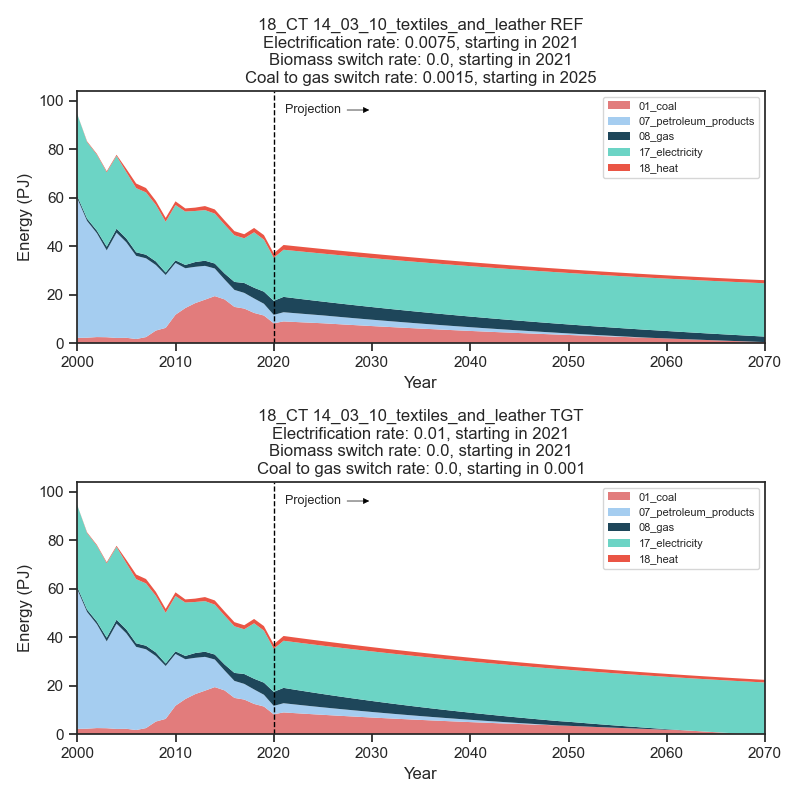 18_CT 14_03_10_textiles_and_leather REF
Electrification rate: 0.0075, starting in 2021
Biomass switch rate: 0.0, starting in 2021
Coal to gas switch rate: 0.0015, starting in 2025
100
80
60
40
20
0
Energy (PJ)
Projection
01_coal
07_petroleum_products
08_gas
17_electricity
18_heat
2000 2010 2020 2030 2040 2050 2060 2070
Year
18_CT 14_03_10_textiles_and_leather TGT
Electrification rate: 0.01, starting in 2021
Biomass switch rate: 0.0, starting in 2021
Coal to gas switch rate: 0.0, starting in 0.001
100
80
60
40
20
0
Energy (PJ)
Projection
01_coal
07_petroleum_products
08_gas
17_electricity
18_heat
2000 2010 2020 2030 2040 2050 2060 2070
Year